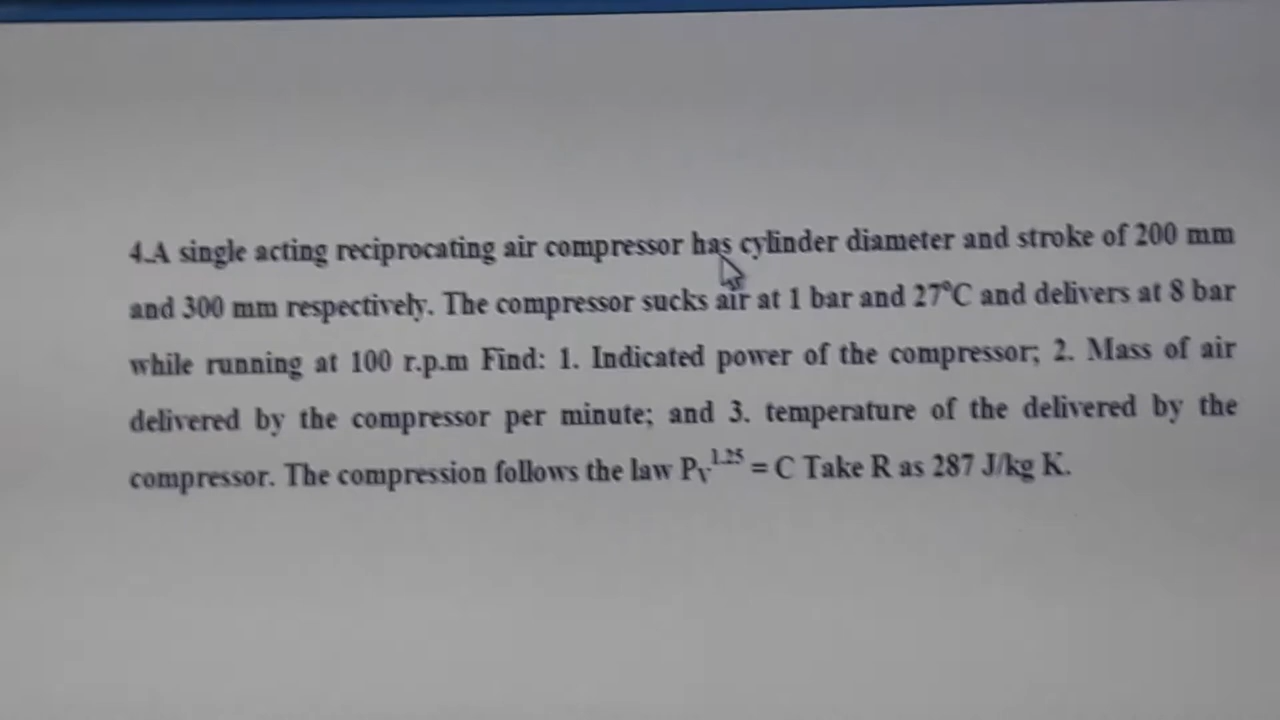 4.A single acting reciprocating air compressor has cylinder diameter and stroke of 200 mm
and 300 mm respectively. The compressor sucks air at 1 bar and 27°C and delivers at 8 bar
while running at 100 r.p.m Find: 1. Indicated power of the compressor; 2. Mass of air
delivered by the compressor per minute; and 3. temperature of the delivered by the
compressor. The compression follows the law Pv^1.25 = C Take R as 287 J/kg K.